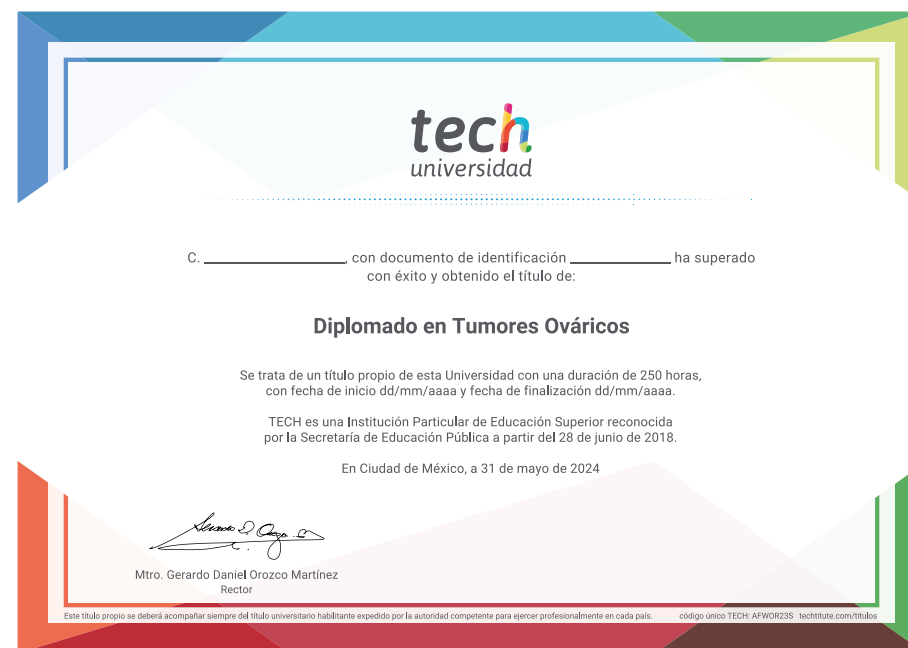 tech
universidad
C. ____________, con documento de identificación ____________ ha superado
con éxito y obtenido el título de:
Diplomado en Tumores Ováricos
Se trata de un título propio de esta Universidad con una duración de 250 horas,
con fecha de inicio dd/mm/aaaa y fecha de finalización dd/mm/aaaa.
TECH es una Institución Particular de Educación Superior reconocida
por la Secretaría de Educación Pública a partir del 28 de junio de 2018.
En Ciudad de México, a 31 de mayo de 2024
Mtro. Gerardo Daniel Orozco Martínez
Rector
Este título propio se deberá acompañar siempre del título universitario habilitante expedido por la autoridad competente para ejercer profesionalmente en cada país. código único TECH: AFWOR23S techtitute.com/titulos